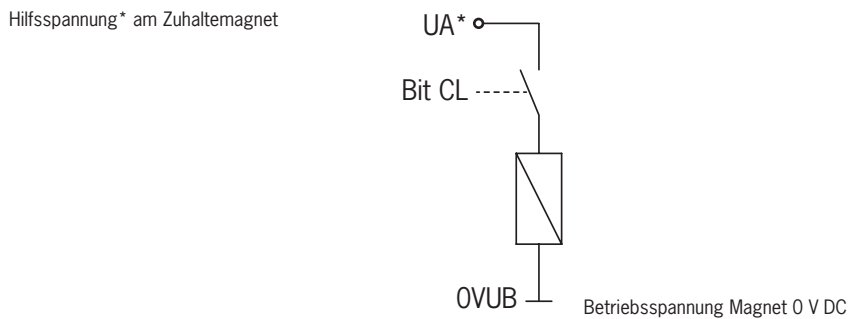 Hilfsspannung* am Zuhaltemagnet
UA*
Bit CL
0VUB
Betriebsspannung Magnet 0 V DC